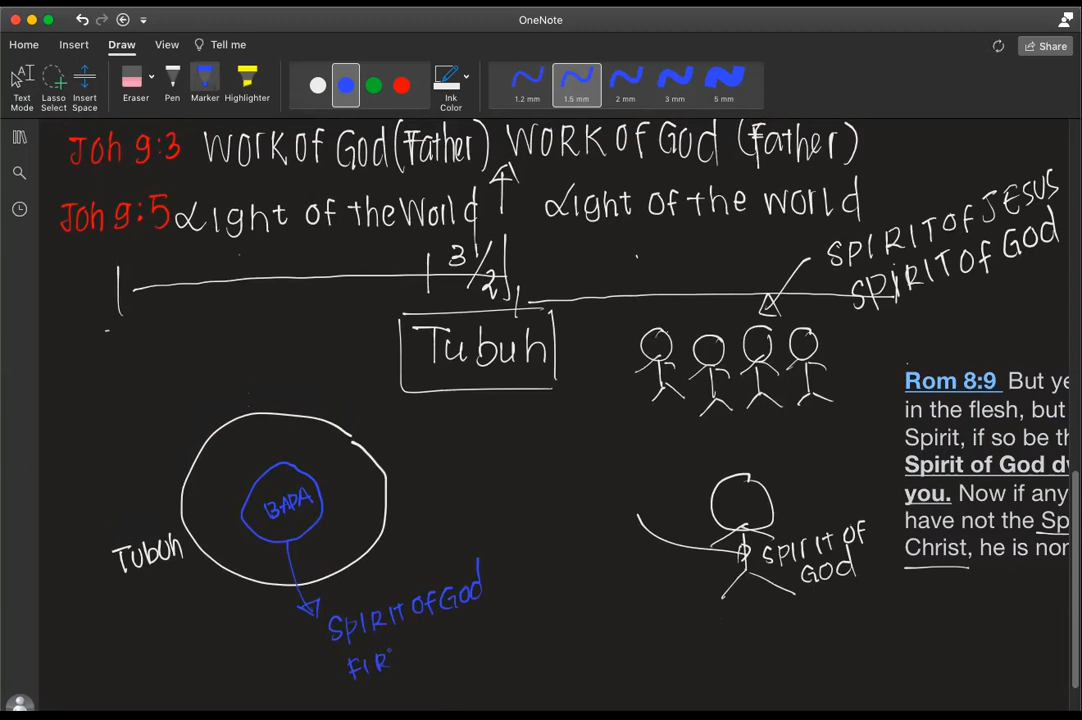 OneNote
Home Insert Draw View Tell me
Share
Text Mode
Lasso Select
Insert Space
Eraser
Pen
Marker
Highlighter
Ink Color
1.2 mm
1.5 mm
2 mm
3 mm
5 mm
Joh 9:3 WORK of God (Father) WORK of GOD (Father)
Joh 9:5 Light of the World Light of the world
SPIRIT OF JESUS
SPIRIT OF GOD
3 1/2
Tubuh
Rom 8:9 But ye
in the flesh, but
Spirit, if so be th
Spirit of God dw
you. Now if any
have not the Sp
Christ, he is non
BAPA
Tubuh
SPIRIT OF
GOD
SPIRIT OF GOD
FIR